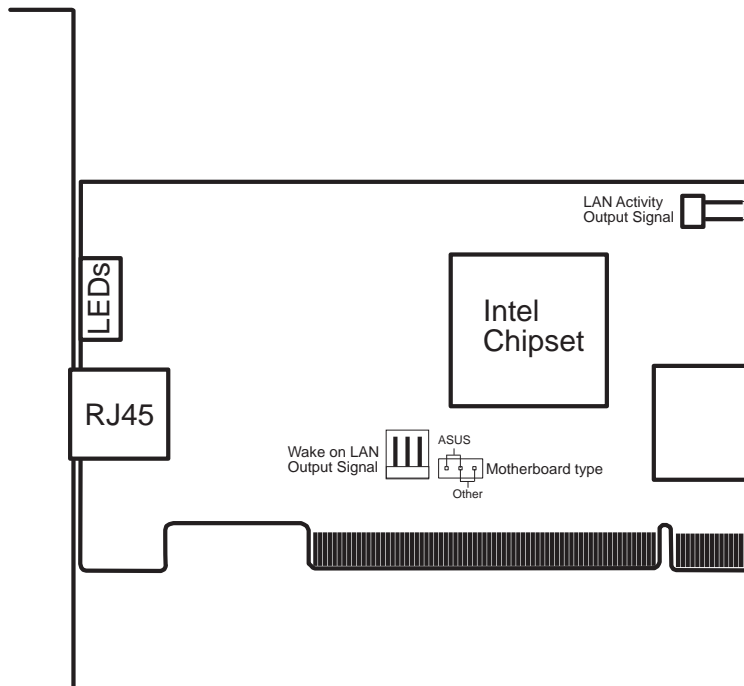 LAN Activity
Output Signal
LEDs
Intel
Chipset
RJ45
Wake on LAN
Output Signal
ASUS
Motherboard type
Other